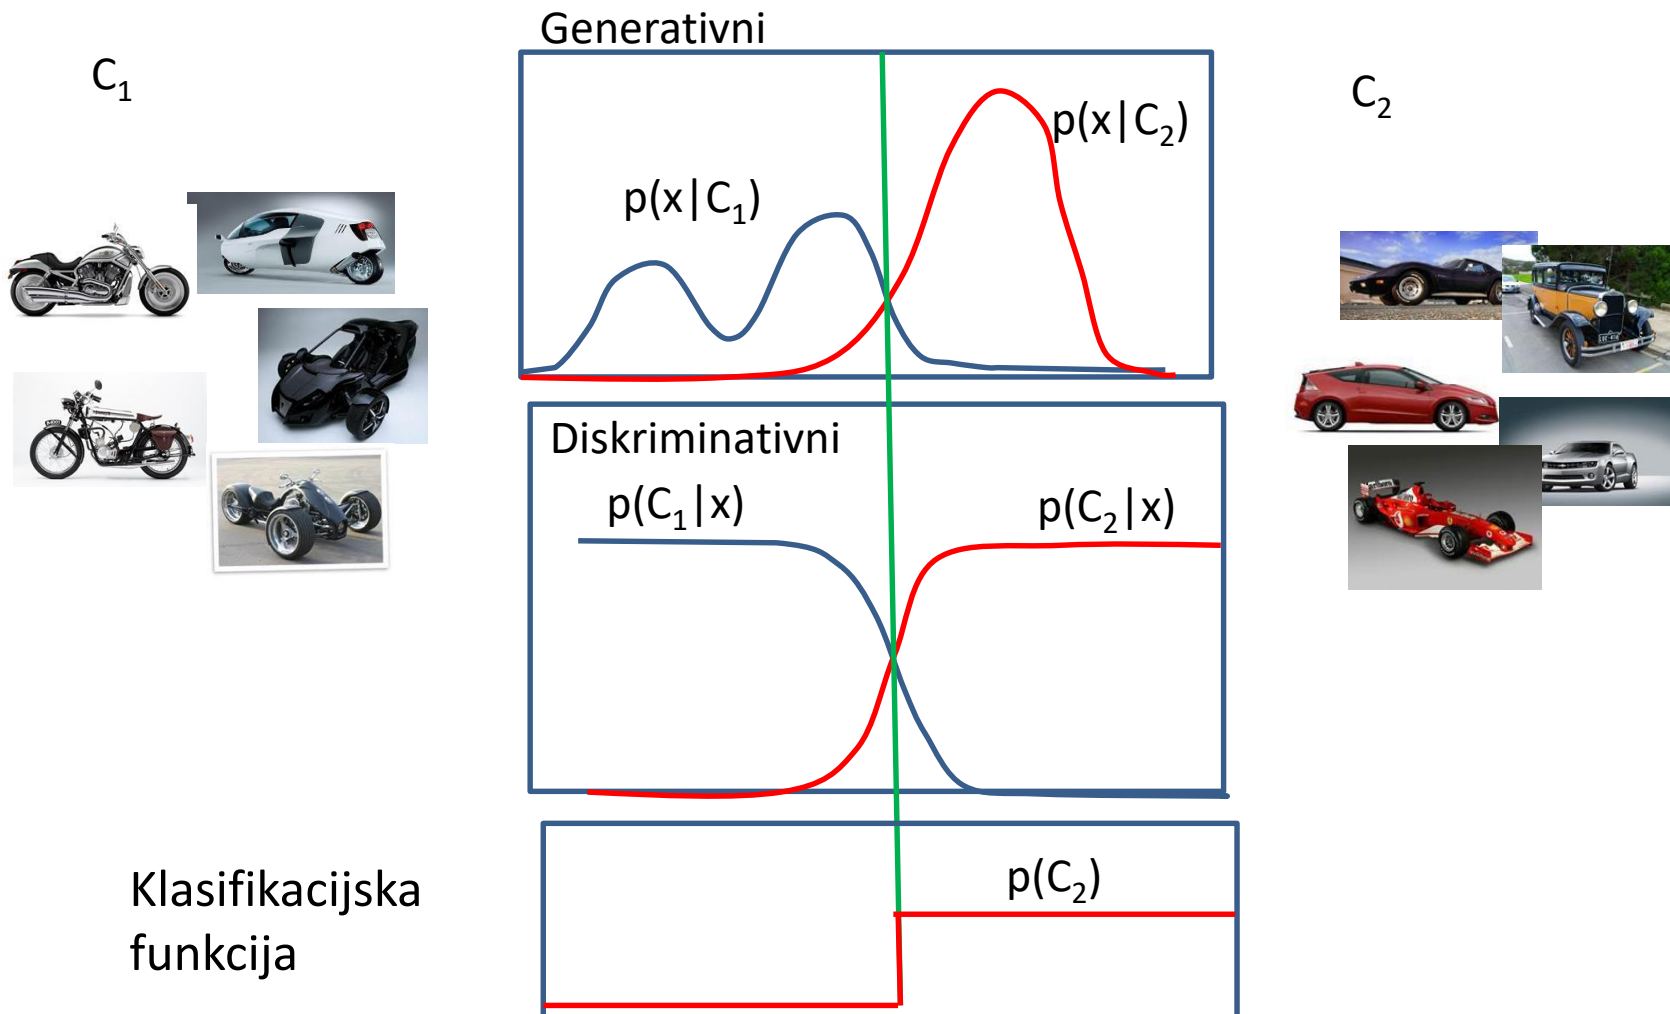 Generativni
C₁
C₂
p(x|C₂)
p(x|C₁)
Diskriminativni
p(C₁|x)
p(C₂|x)
p(C₂)
Klasifikacijska
funkcija